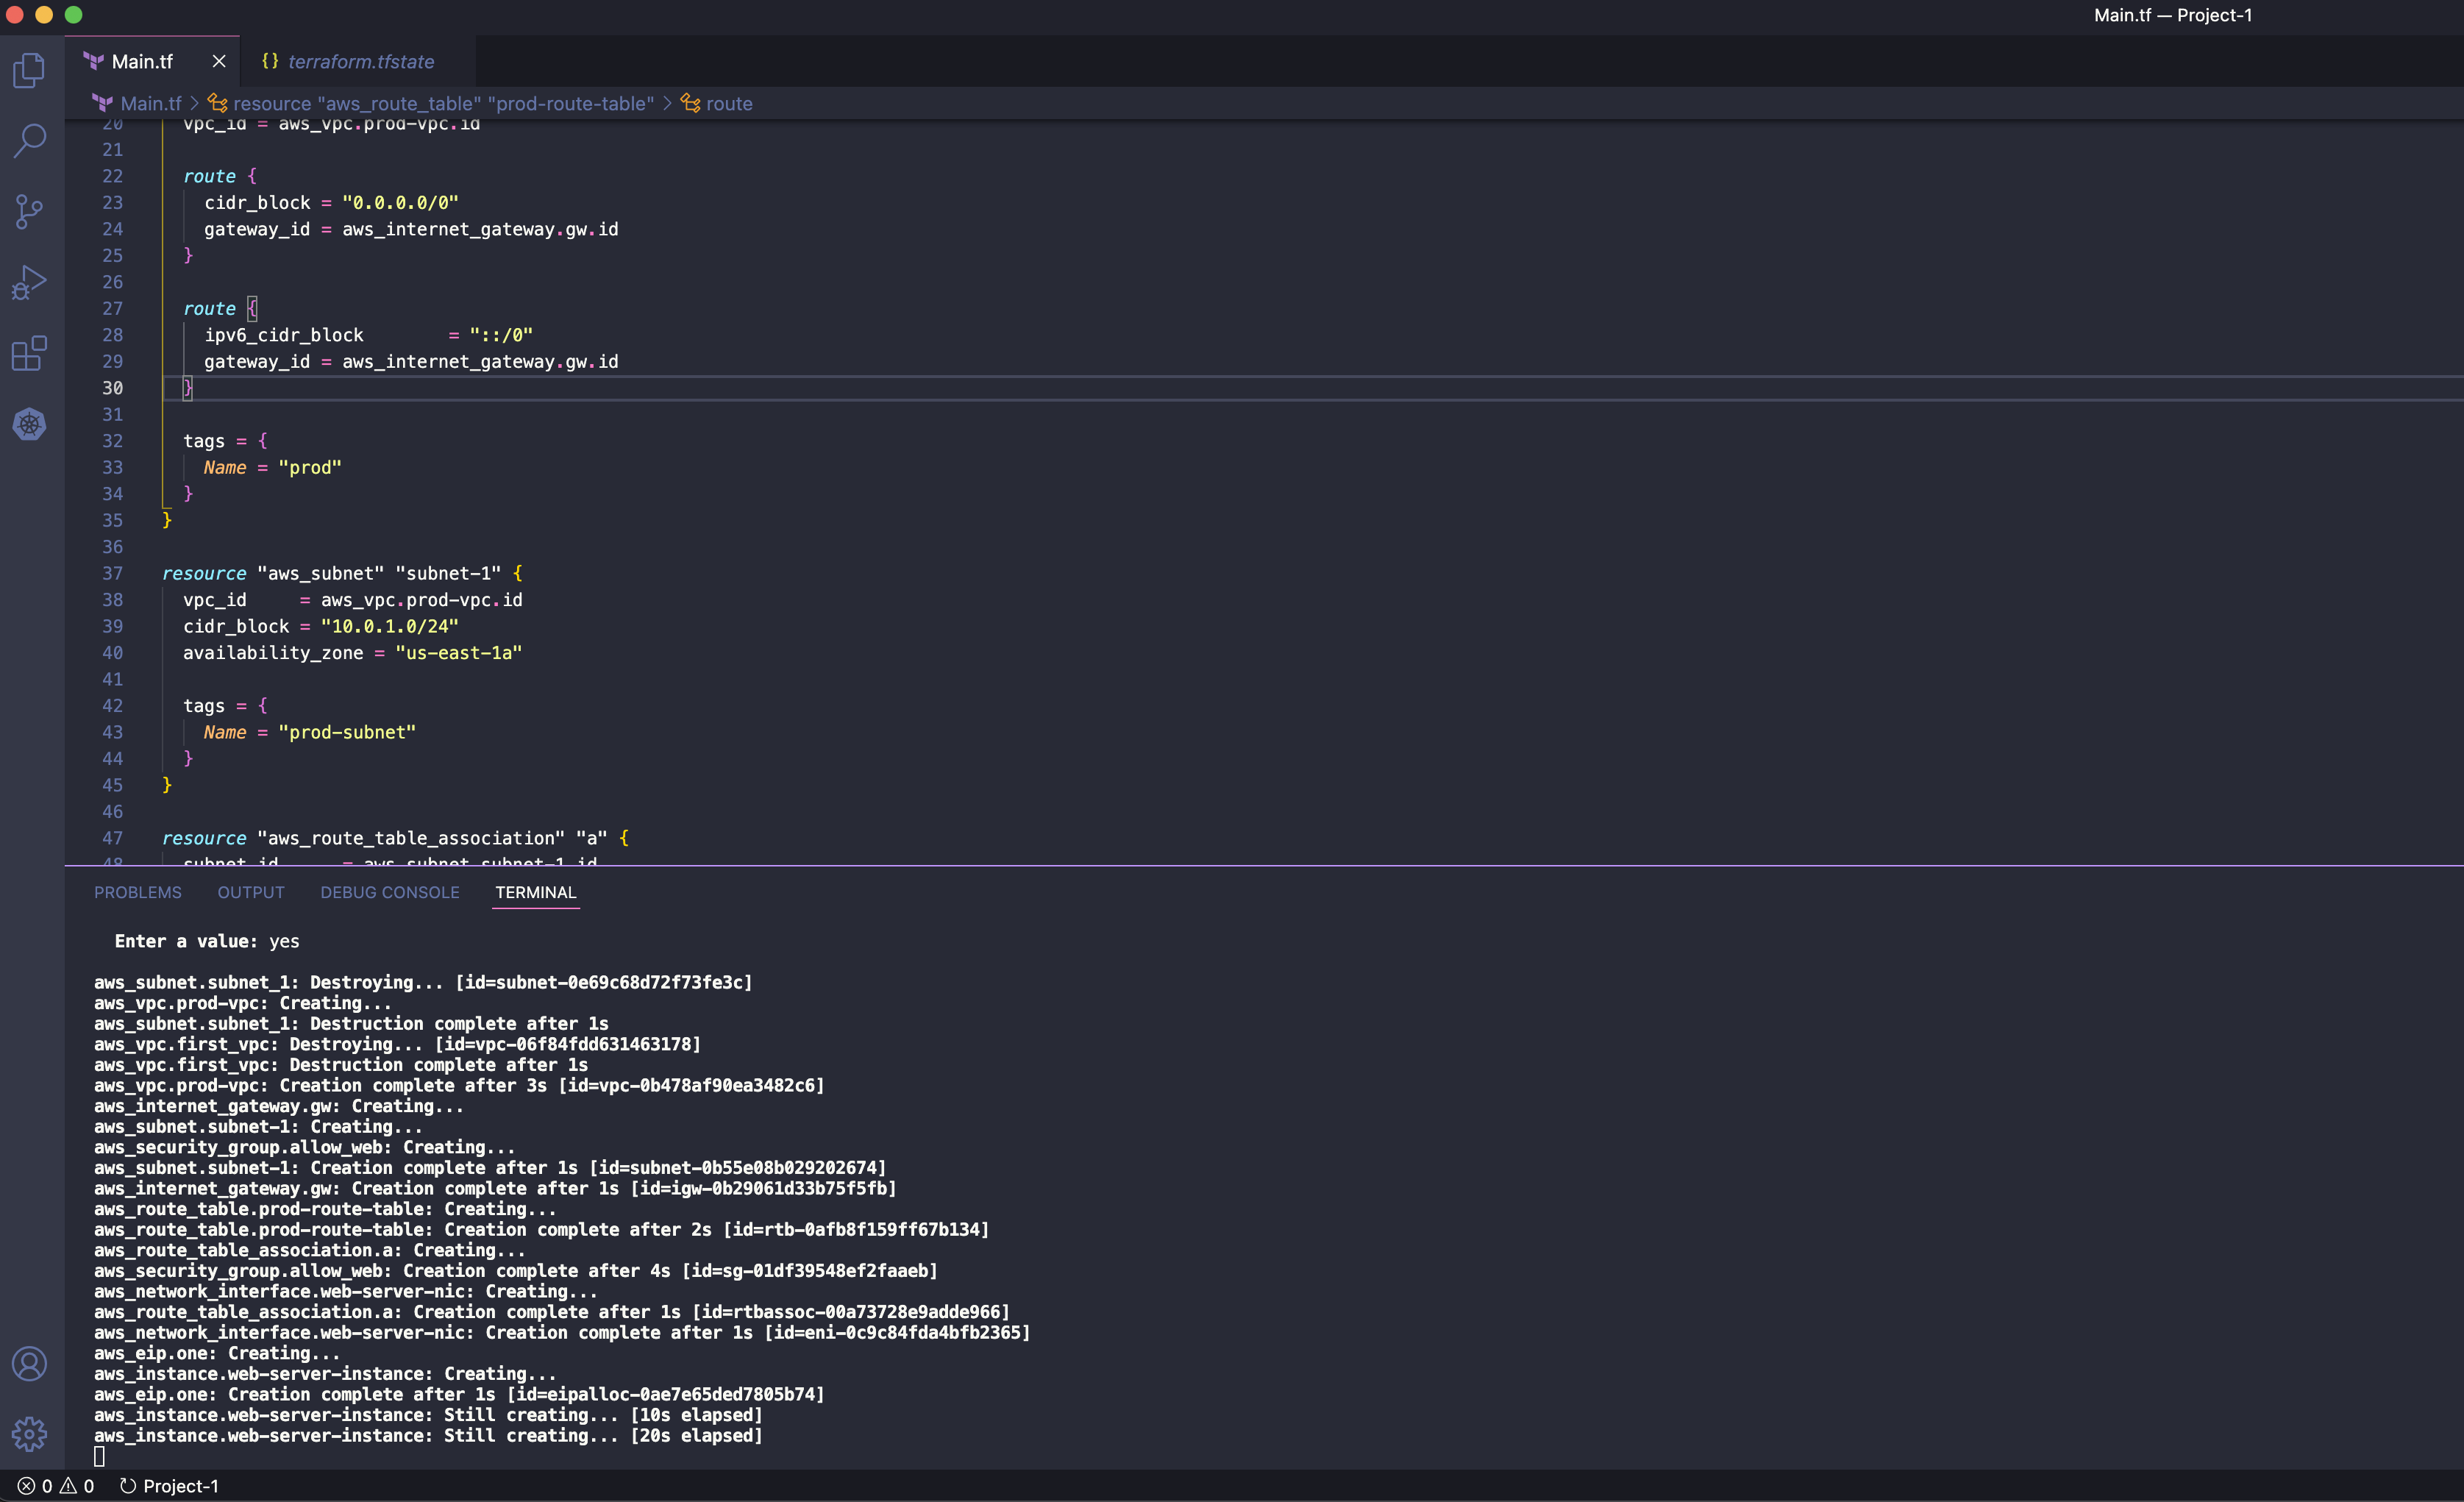 Main.tf — Project-1
Main.tf
{} terraform.tfstate
Main.tf > resource "aws_route_table" "prod-route-table" > route
20 vpc_id = aws_vpc.prod-vpc.id
21
22 route {
23 cidr_block = "0.0.0.0/0"
24 gateway_id = aws_internet_gateway.gw.id
25 }
26
27 route {
28 ipv6_cidr_block = "::/0"
29 gateway_id = aws_internet_gateway.gw.id
30 }
31
32 tags = {
33 Name = "prod"
34 }
35 }
36
37 resource "aws_subnet" "subnet-1" {
38 vpc_id = aws_vpc.prod-vpc.id
39 cidr_block = "10.0.1.0/24"
40 availability_zone = "us-east-1a"
41
42 tags = {
43 Name = "prod-subnet"
44 }
45 }
46
47 resource "aws_route_table_association" "a" {
48 subnet_id = aws_subnet.subnet-1.id
PROBLEMS OUTPUT DEBUG CONSOLE TERMINAL
Enter a value: yes
aws_subnet.subnet_1: Destroying... [id=subnet-0e69c68d72f73fe3c]
aws_vpc.prod-vpc: Creating...
aws_subnet.subnet_1: Destruction complete after 1s
aws_vpc.first_vpc: Destroying... [id=vpc-06f84fdd631463178]
aws_vpc.first_vpc: Destruction complete after 1s
aws_vpc.prod-vpc: Creation complete after 3s [id=vpc-0b478af90ea3482c6]
aws_internet_gateway.gw: Creating...
aws_subnet.subnet-1: Creating...
aws_security_group.allow_web: Creating...
aws_subnet.subnet-1: Creation complete after 1s [id=subnet-0b55e08b029202674]
aws_internet_gateway.gw: Creation complete after 1s [id=igw-0b29061d33b75f5fb]
aws_route_table.prod-route-table: Creating...
aws_route_table.prod-route-table: Creation complete after 2s [id=rtb-0afb8f159ff67b134]
aws_route_table_association.a: Creating...
aws_security_group.allow_web: Creation complete after 4s [id=sg-01df39548ef2faaeb]
aws_network_interface.web-server-nic: Creating...
aws_route_table_association.a: Creation complete after 1s [id=rtbassoc-00a73728e9adde966]
aws_network_interface.web-server-nic: Creation complete after 1s [id=eni-0c9c84fda4bfb2365]
aws_eip.one: Creating...
aws_instance.web-server-instance: Creating...
aws_eip.one: Creation complete after 1s [id=eipalloc-0ae7e65ded7805b74]
aws_instance.web-server-instance: Still creating... [10s elapsed]
aws_instance.web-server-instance: Still creating... [20s elapsed]
0 0 Project-1